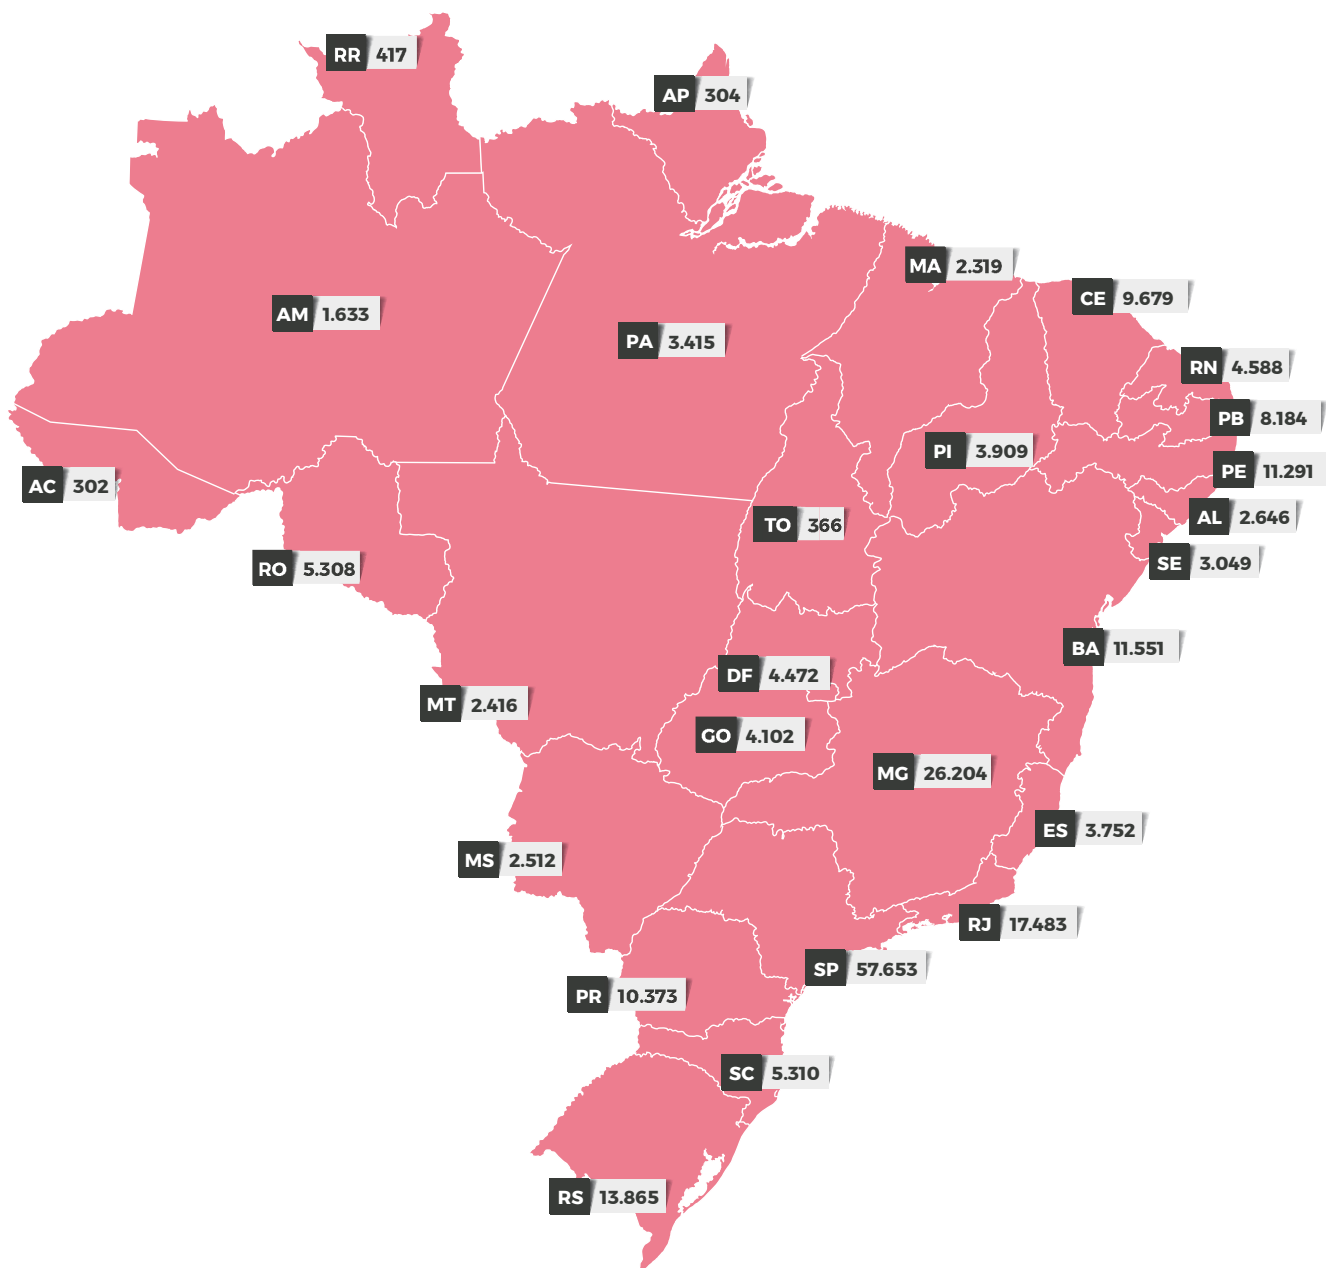 RR 417
AP 304
MA 2.319
CE 9.679
AM 1.633
PA 3.415
RN 4.588
PB 8.184
PI 3.909
PE 11.291
AC 302
TO 366
AL 2.646
RO 5.308
SE 3.049
BA 11.551
DF 4.472
MT 2.416
GO 4.102
MG 26.204
ES 3.752
MS 2.512
RJ 17.483
SP 57.653
PR 10.373
SC 5.310
RS 13.865